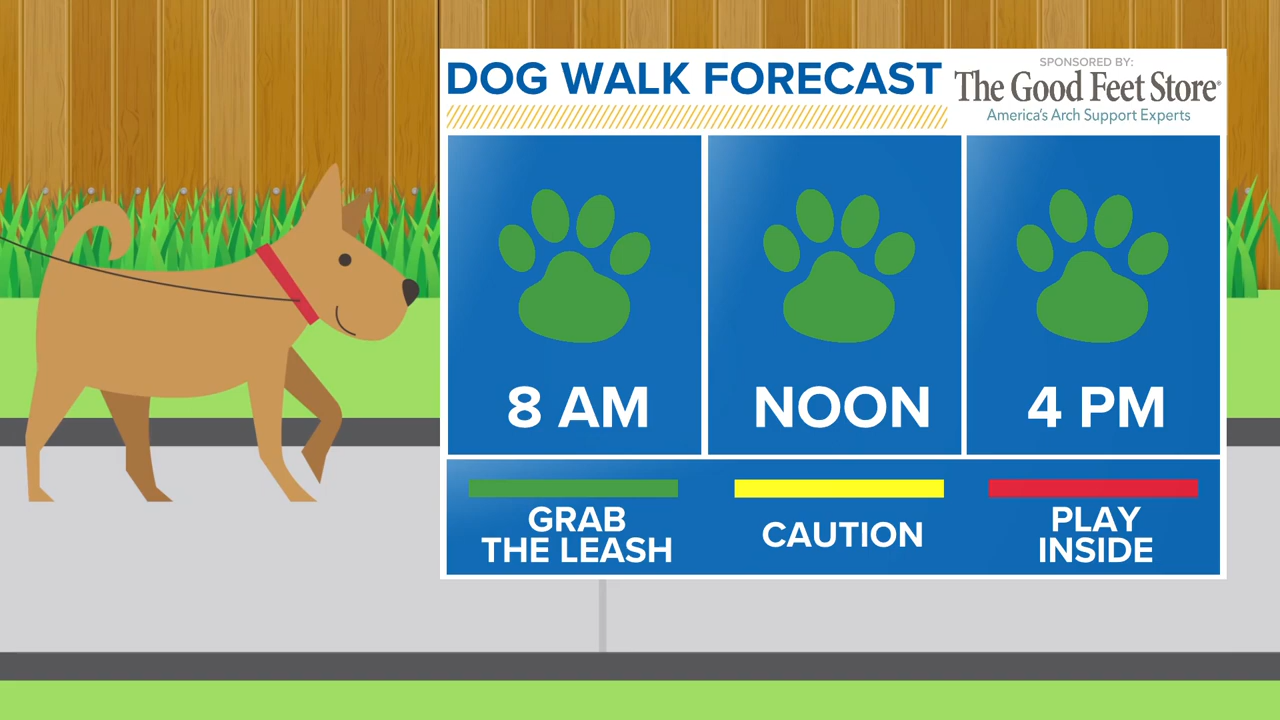 DOG WALK FORECAST
SPONSORED BY:
The Good Feet Store®
America's Arch Support Experts
8 AM
NOON
4 PM
GRAB
THE LEASH
CAUTION
PLAY
INSIDE